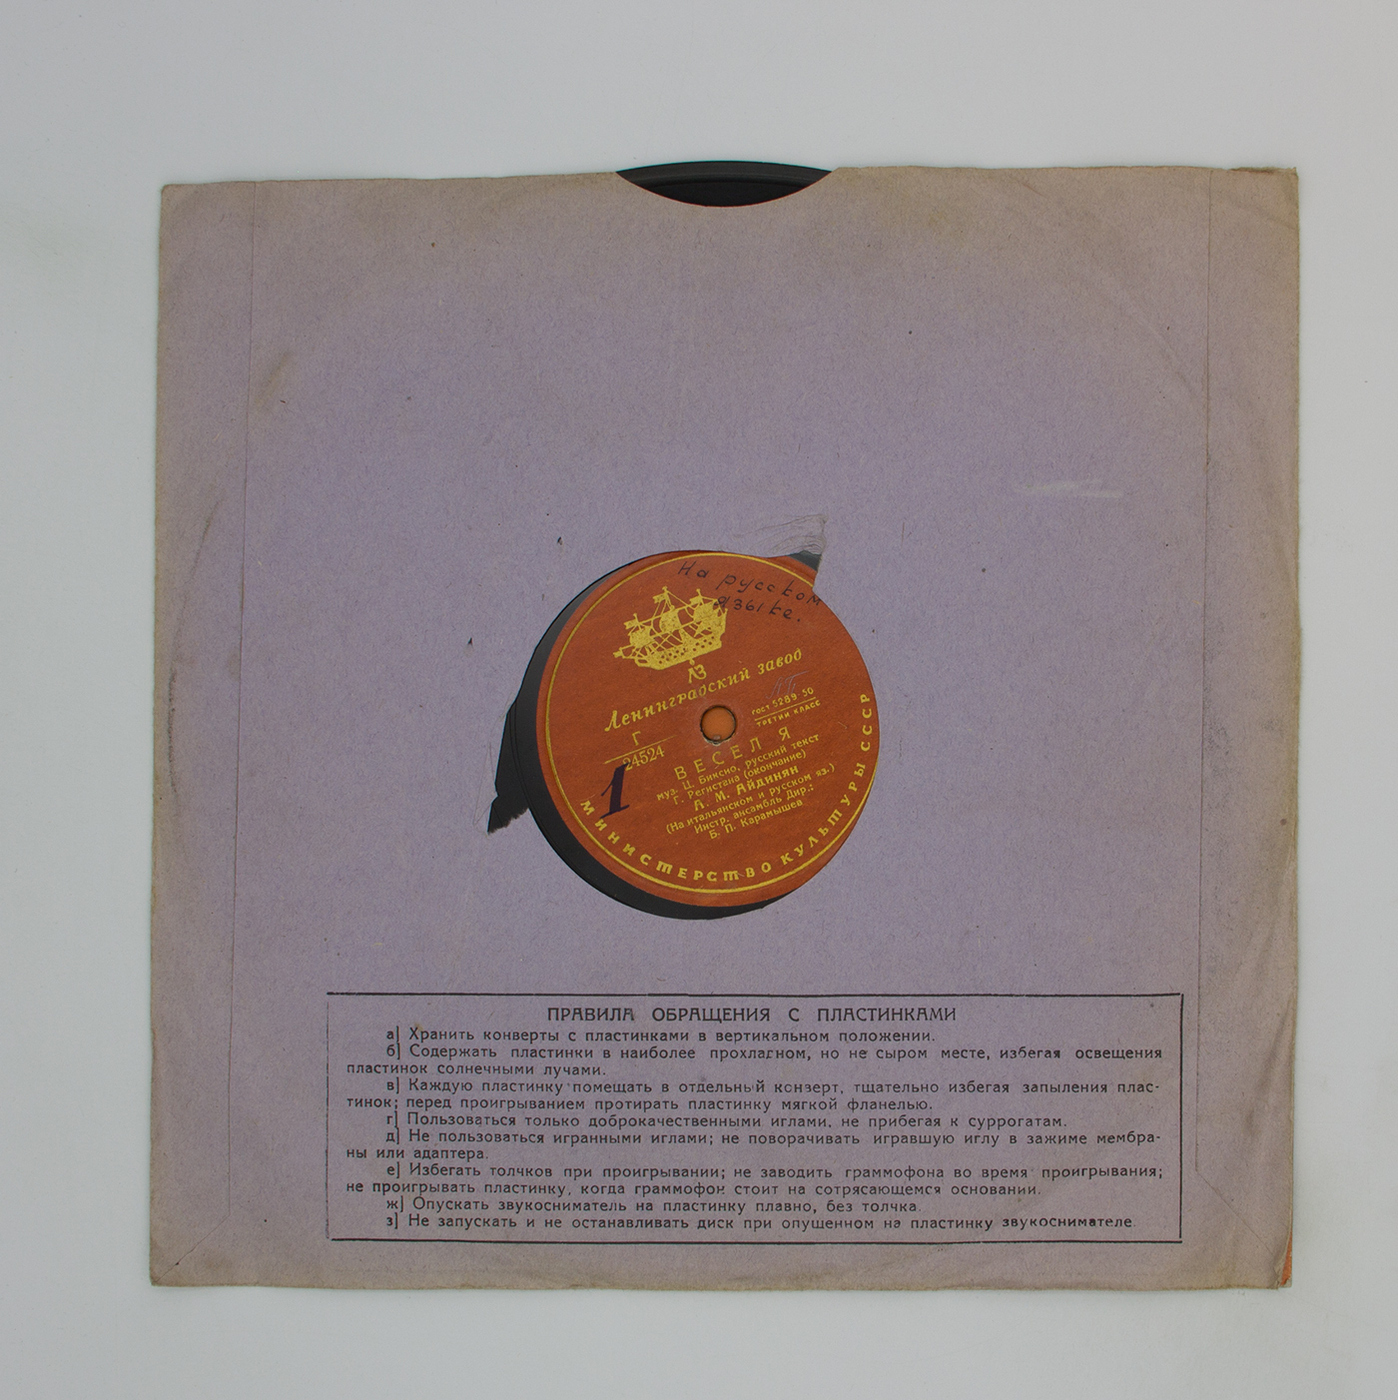 На русском
языке.
ЛЗ
Ленинградский завод
ГОСТ 5289-50
ТРЕТИЙ КЛАСС
Г
24524
1
ВЕСЕЛЯ
муз. Ц. Биксио, русский текст
Г. Регистана (окончание)
А. М. Айдинян
(На итальянском и русском яз.)
Инстр. ансамбль Дир.:
Б. П. Карамышев
МИНИСТЕРСТВО КУЛЬТУРЫ СССР
ПРАВИЛА ОБРАЩЕНИЯ С ПЛАСТИНКАМИ
а] Хранить конверты с пластинками в вертикальном положении.
б] Содержать пластинки в наиболее прохладном, но не сыром месте, избегая освещения
пластинок солнечными лучами.
в] Каждую пластинку помещать в отдельный конверт, тщательно избегая запыления плас-
тинок; перед проигрыванием протирать пластинку мягкой фланелью.
г] Пользоваться только доброкачественными иглами, не прибегая к суррогатам.
д] Не пользоваться игранными иглами; не поворачивать игравшую иглу в зажиме мембра-
ны или адаптера.
е] Избегать толчков при проигрывании; не заводить граммофона во время проигрывания;
не проигрывать пластинку, когда граммофон стоит на сотрясающемся основании.
ж] Опускать звукосниматель на пластинку плавно, без толчка.
з] Не запускать и не останавливать диск при опущенном на пластинку звукоснимателе.